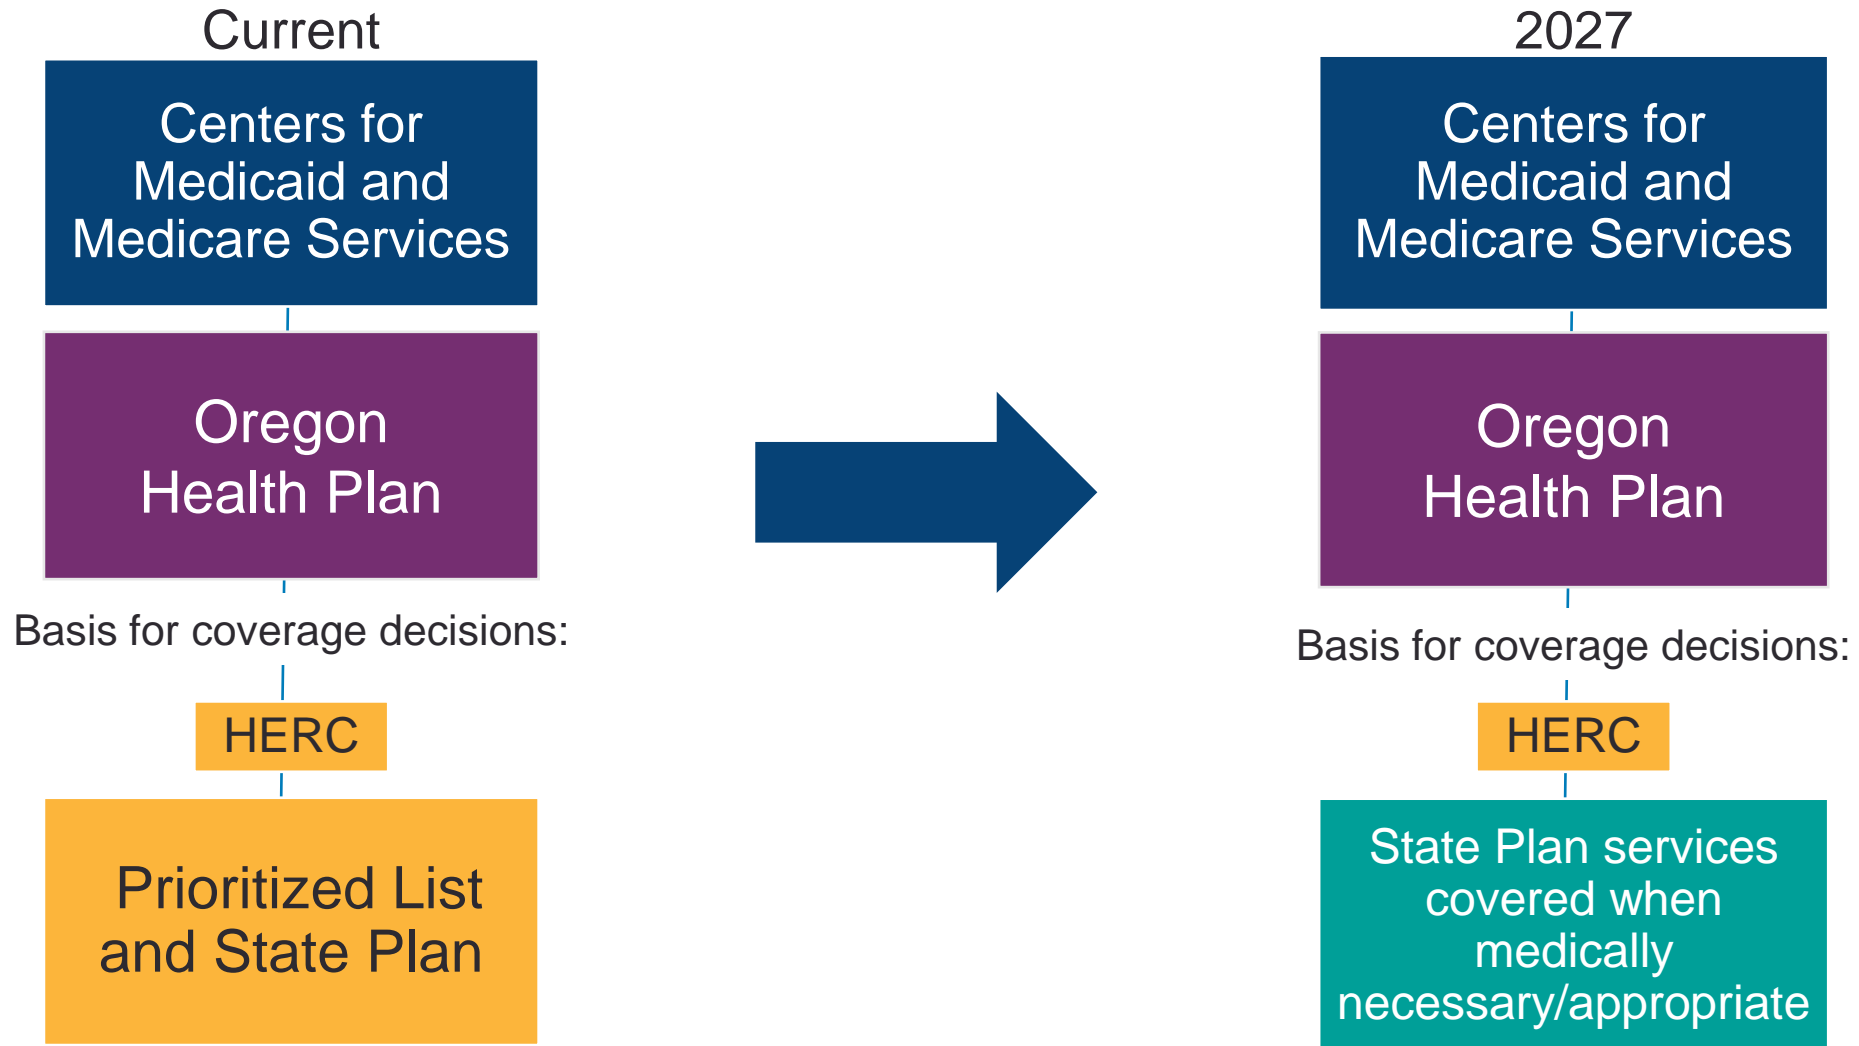 Current
Centers for
Medicaid and
Medicare Services
Oregon
Health Plan
Basis for coverage decisions:
HERC
Prioritized List
and State Plan
2027
Centers for
Medicaid and
Medicare Services
Oregon
Health Plan
Basis for coverage decisions:
HERC
State Plan services
covered when
medically
necessary/appropriate